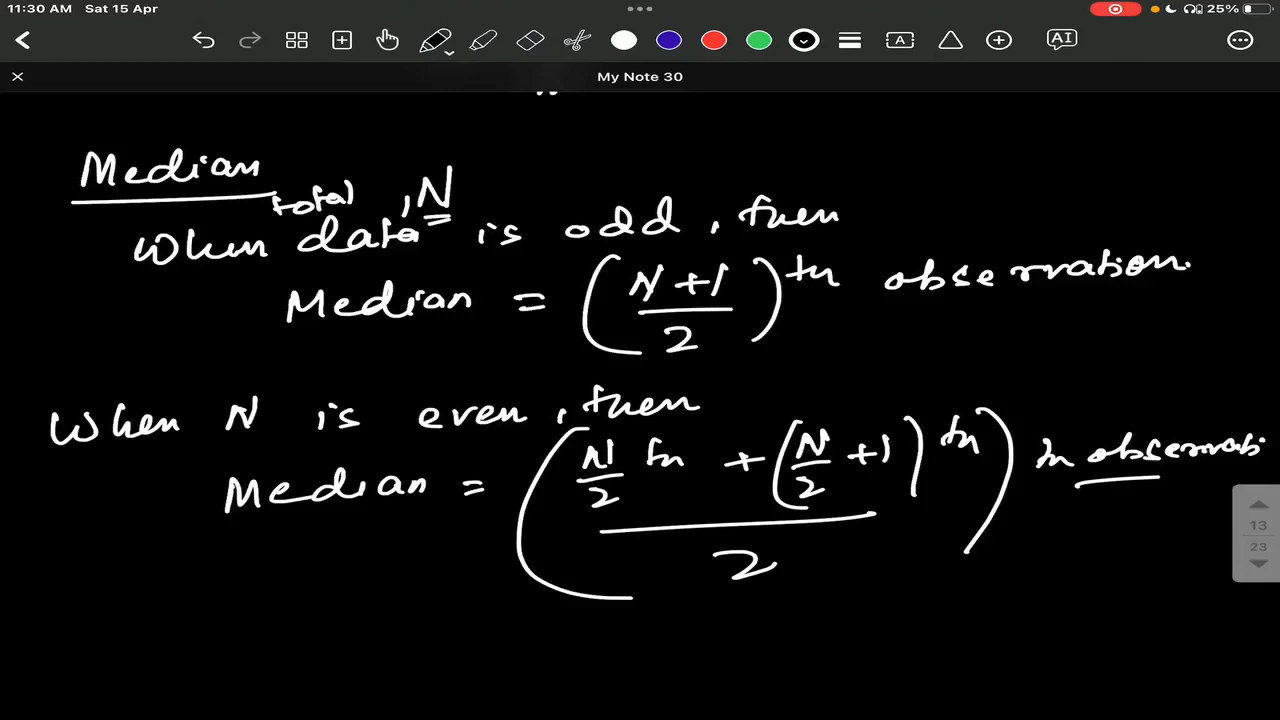 11:30 AM Sat 15 Apr
25%
A
AI
My Note 30
Median
total , N
When data is odd, then
Median = (N+1/2)th observation.
When N is even, then
Median = (N/2 th + (N/2 +1)th / 2) th observati
13
23